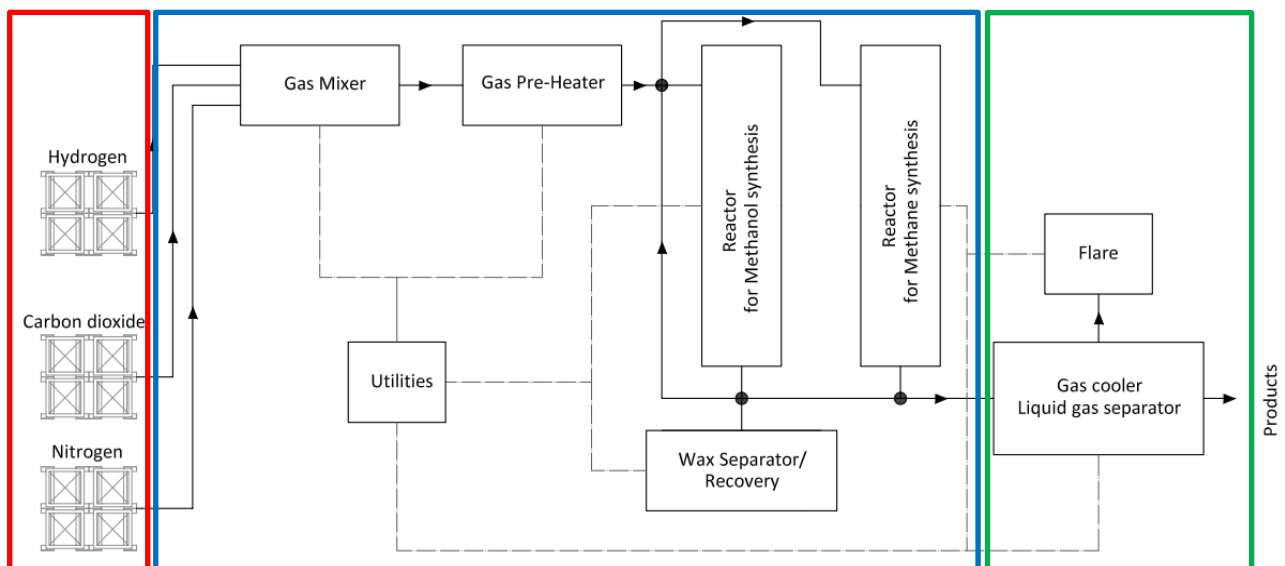 Hydrogen
Carbon dioxide
Nitrogen
Gas Mixer
Gas Pre-Heater
Utilities
Reactor
for Methanol synthesis
Reactor
for Methane synthesis
Wax Separator/
Recovery
Flare
Gas cooler
Liquid gas separator
Products